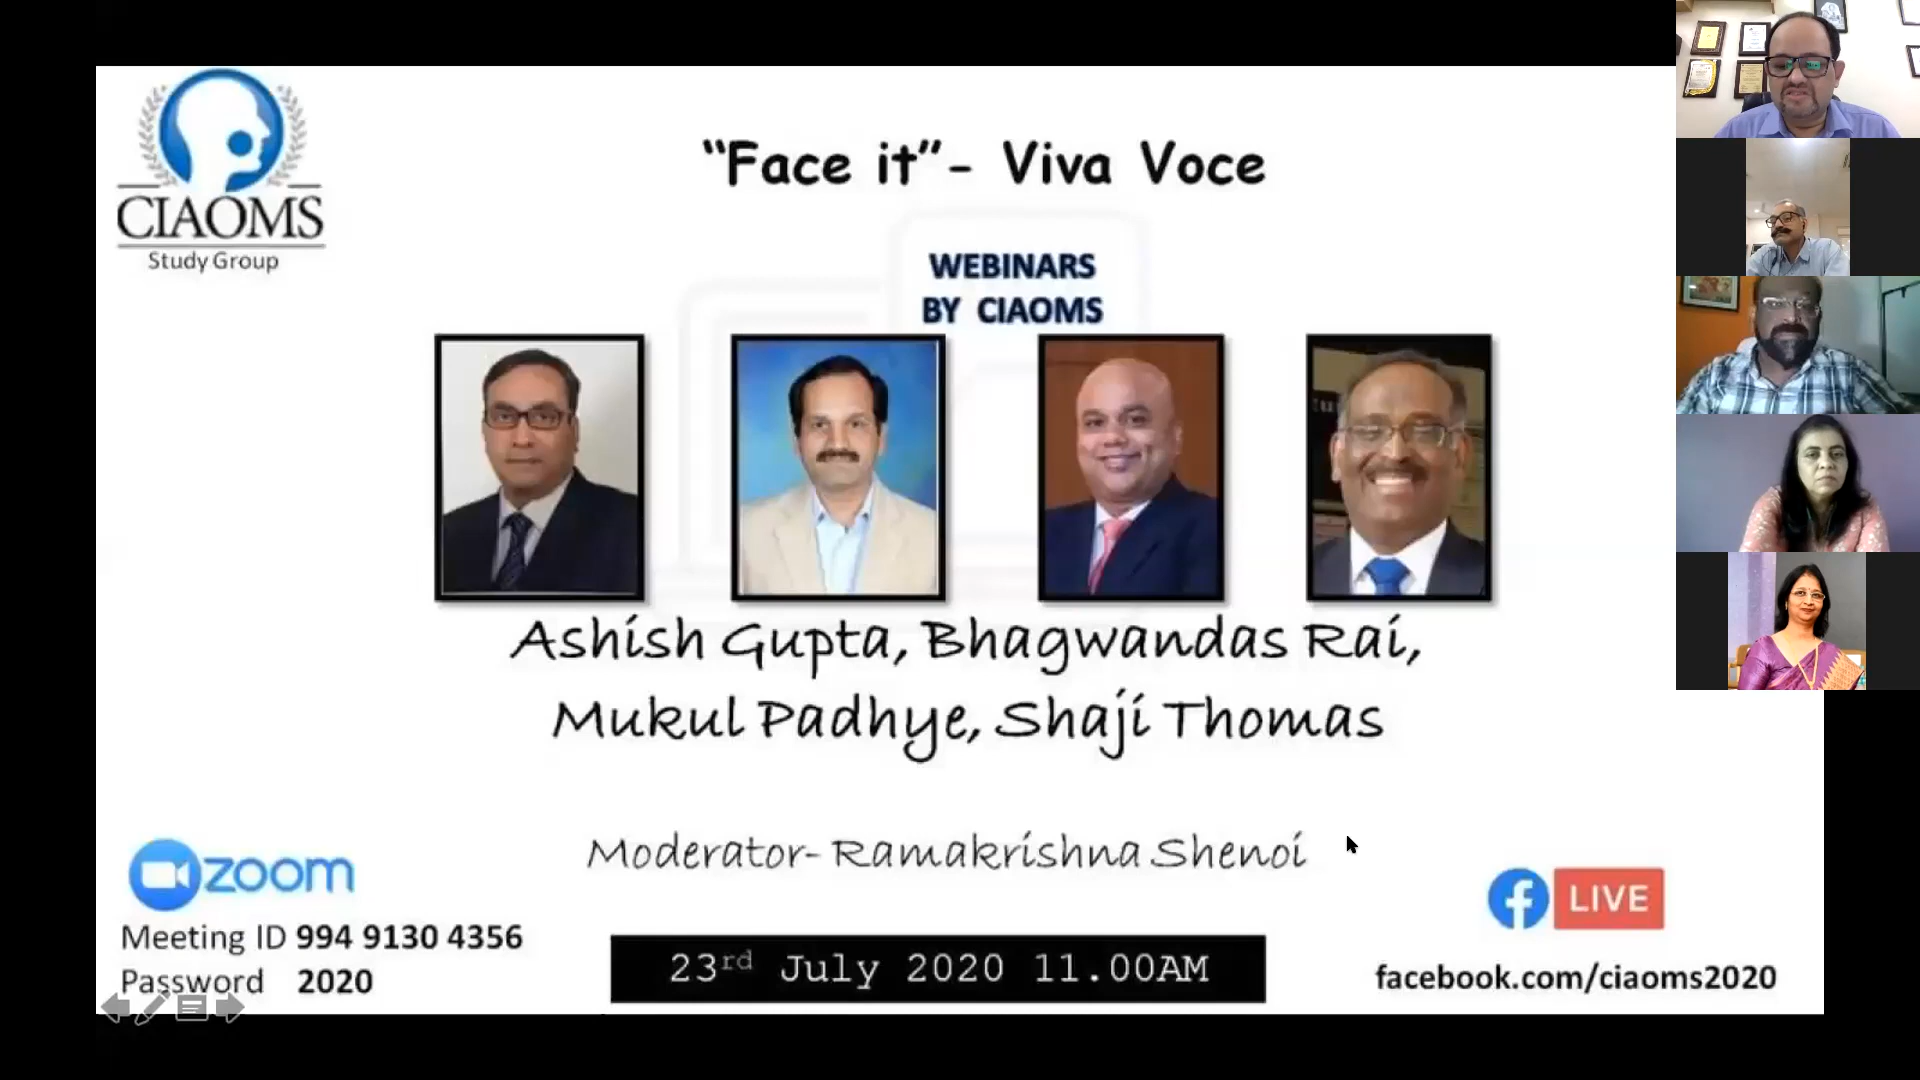 CIAOMS
Study Group
“Face it”- Viva Voce
WEBINARS
BY CIAOMS
Ashish Gupta, Bhagwandas Rai,
Mukul Padhye, Shaji Thomas
Moderator- Ramakrishna Shenoi
zoom
Meeting ID 994 9130 4356
Password 2020
23rd July 2020 11.00AM
f LIVE
facebook.com/ciaoms2020